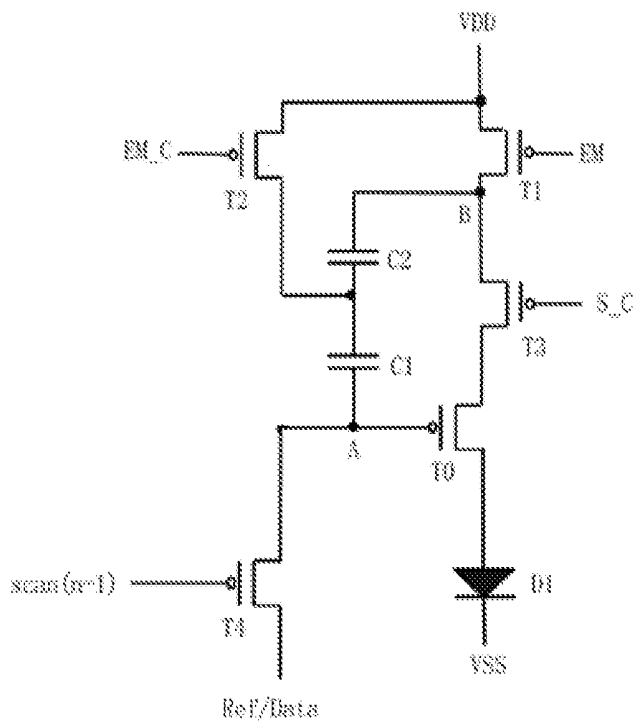 VDD
EM_C
EM
T2
T1
B
C2
S_C
T3
C1
A
T0
scan(n-1)
D1
T4
VSS
Ref/Data